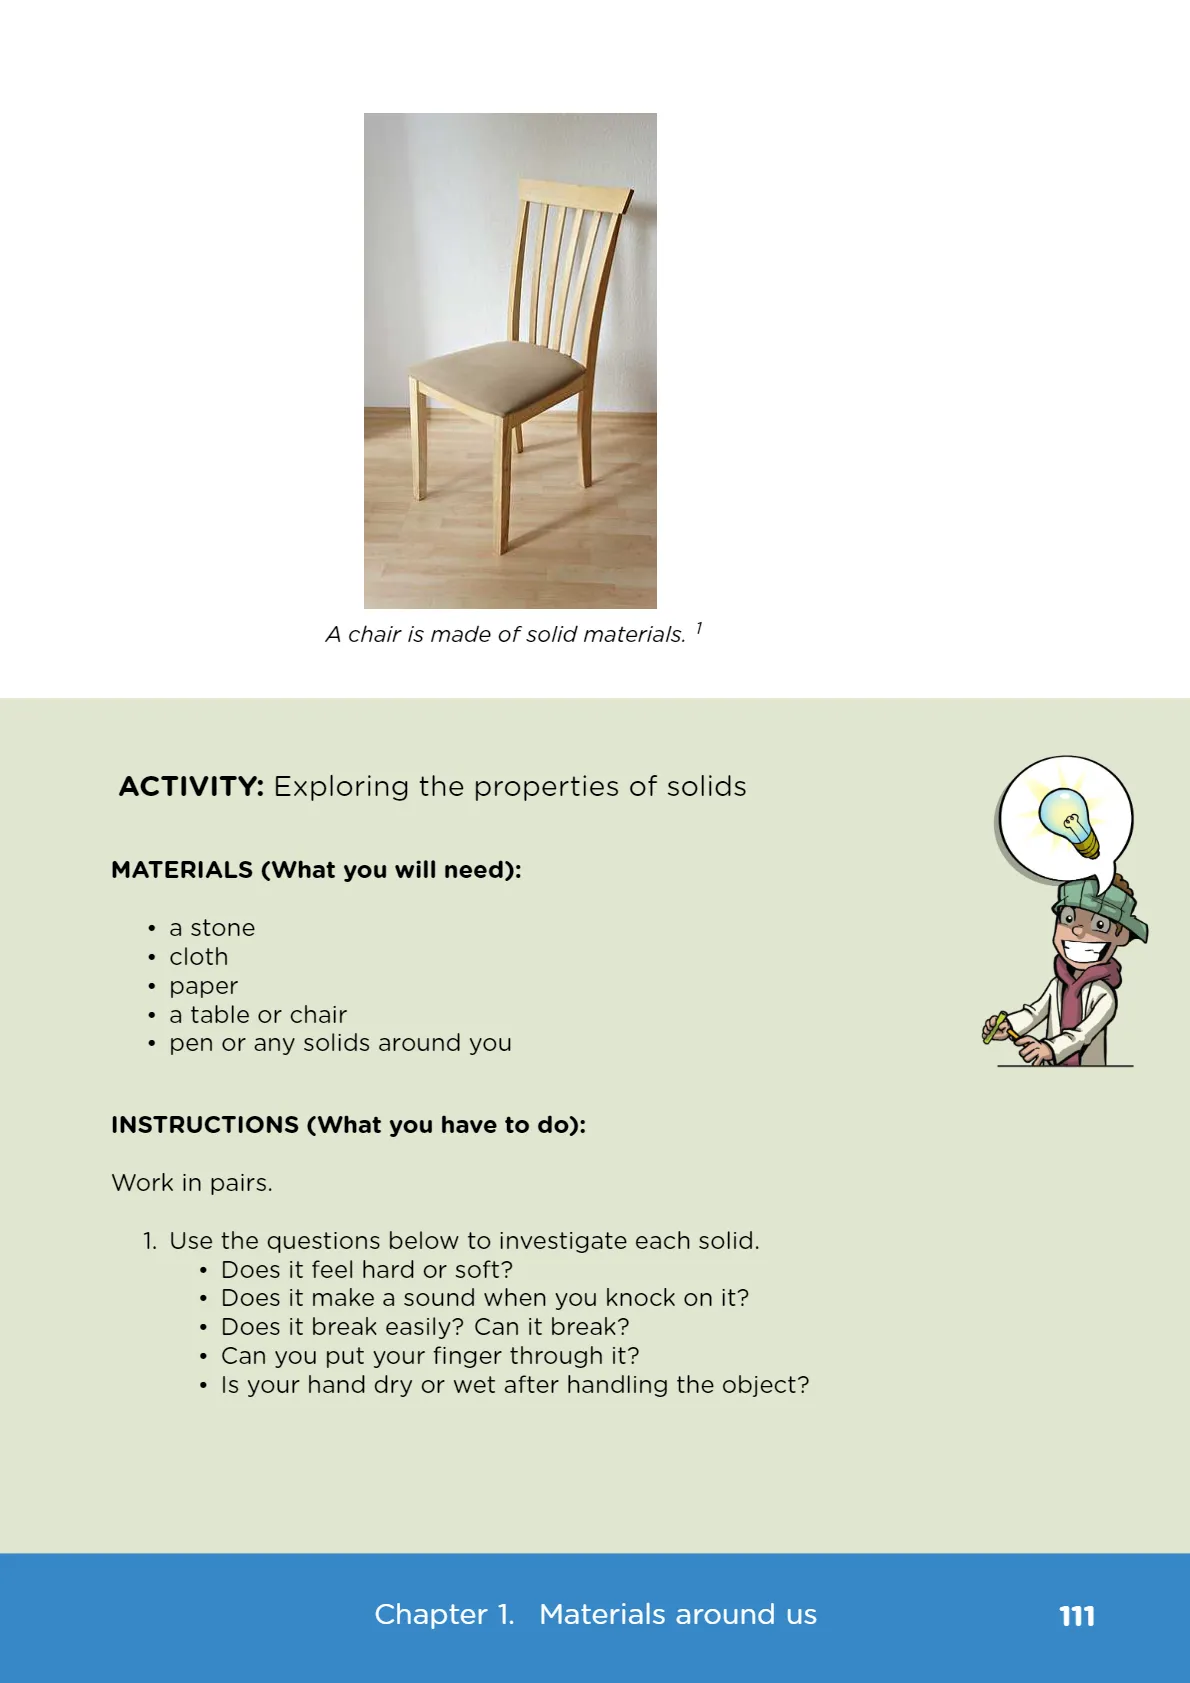 A chair is made of solid materials. 1
ACTIVITY: Exploring the properties of solids
MATERIALS (What you will need):
• a stone
• cloth
• paper
• a table or chair
• pen or any solids around you
INSTRUCTIONS (What you have to do):
Work in pairs.
1. Use the questions below to investigate each solid.
• Does it feel hard or soft?
• Does it make a sound when you knock on it?
• Does it break easily? Can it break?
• Can you put your finger through it?
• Is your hand dry or wet after handling the object?
Chapter 1. Materials around us 111